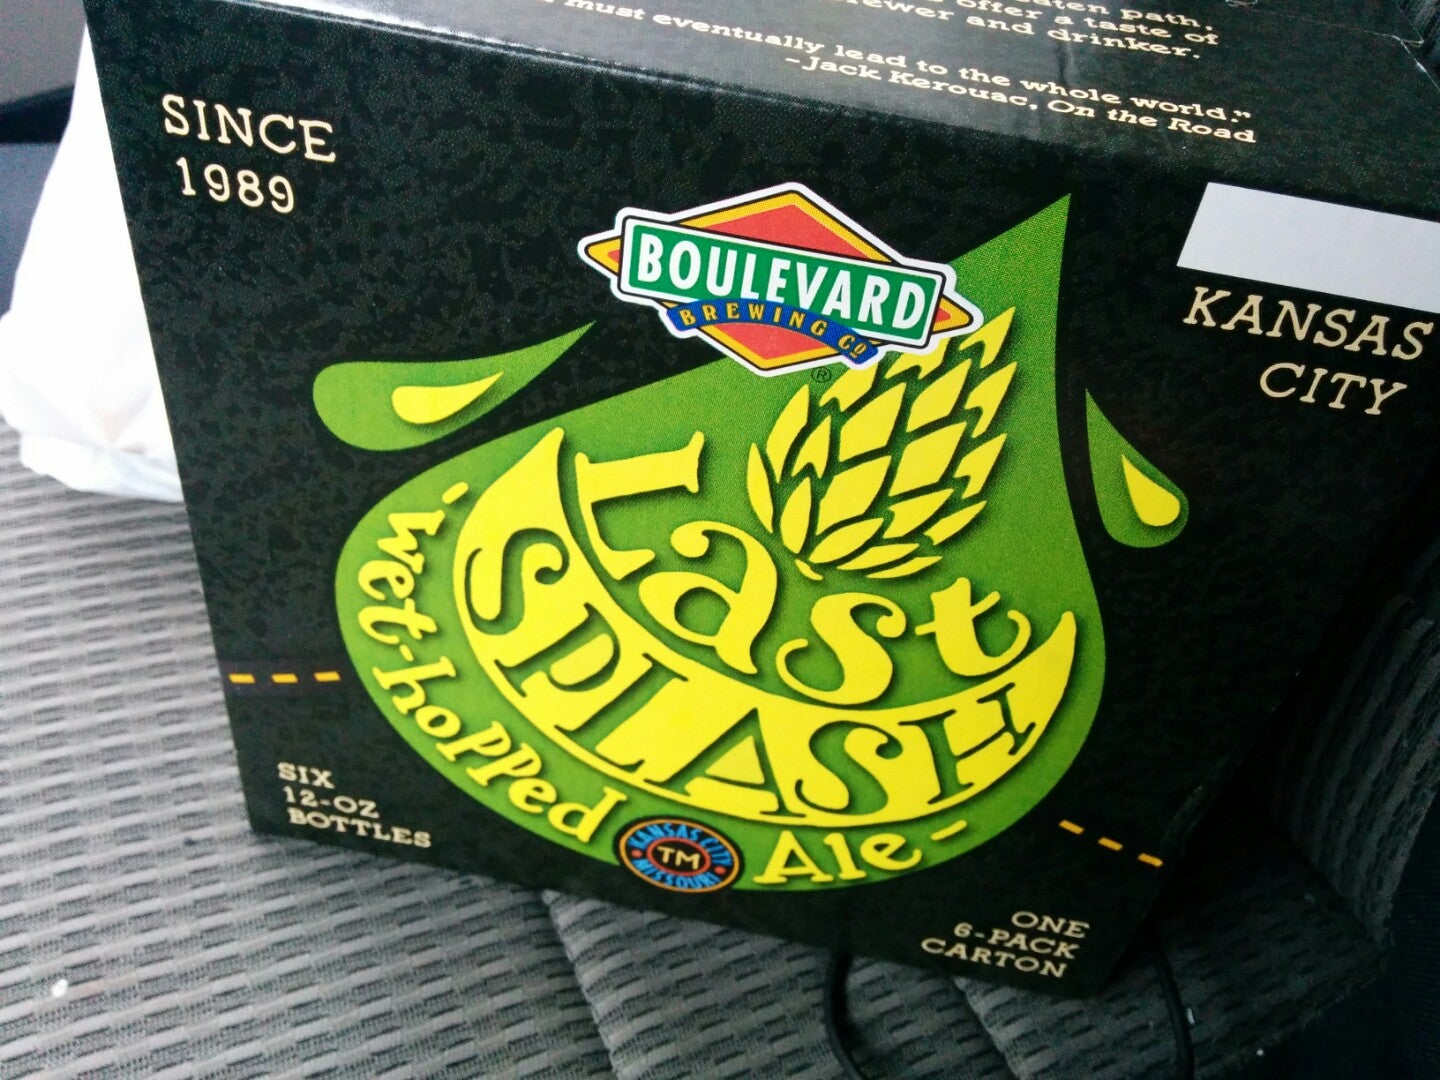 eaten path,
offer a taste of
brewer and drinker.
must eventually lead to the whole world."
-Jack Kerouac, On the Road
SINCE
1989
BOULEVARD
BREWING CO
®
KANSAS
CITY
Last
SPLASH
-wet-hopped Ale-
KANSAS CITY
TM
MISSOURI
SIX
12-OZ
BOTTLES
ONE
6-PACK
CARTON